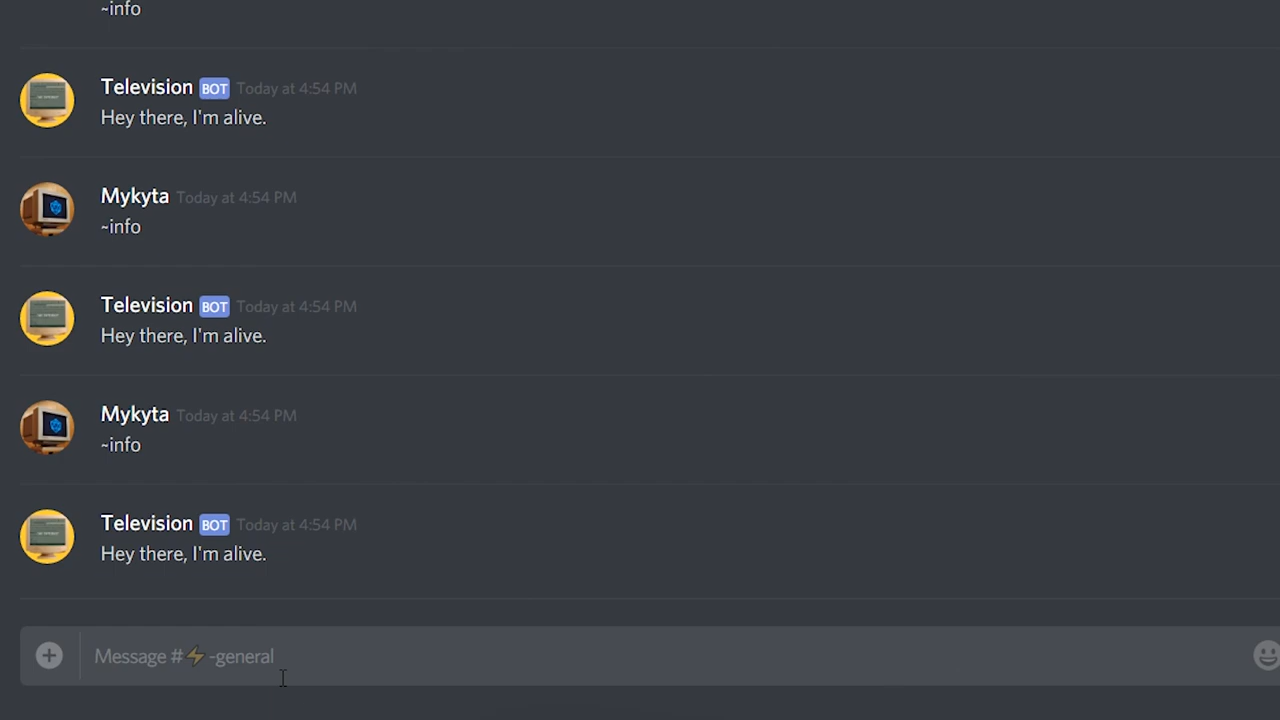 ~info
Television BOT Today at 4:54 PM
Hey there, I'm alive.
Mykyta Today at 4:54 PM
~info
Television BOT Today at 4:54 PM
Hey there, I'm alive.
Mykyta Today at 4:54 PM
~info
Television BOT Today at 4:54 PM
Hey there, I'm alive.
Message #⚡-general